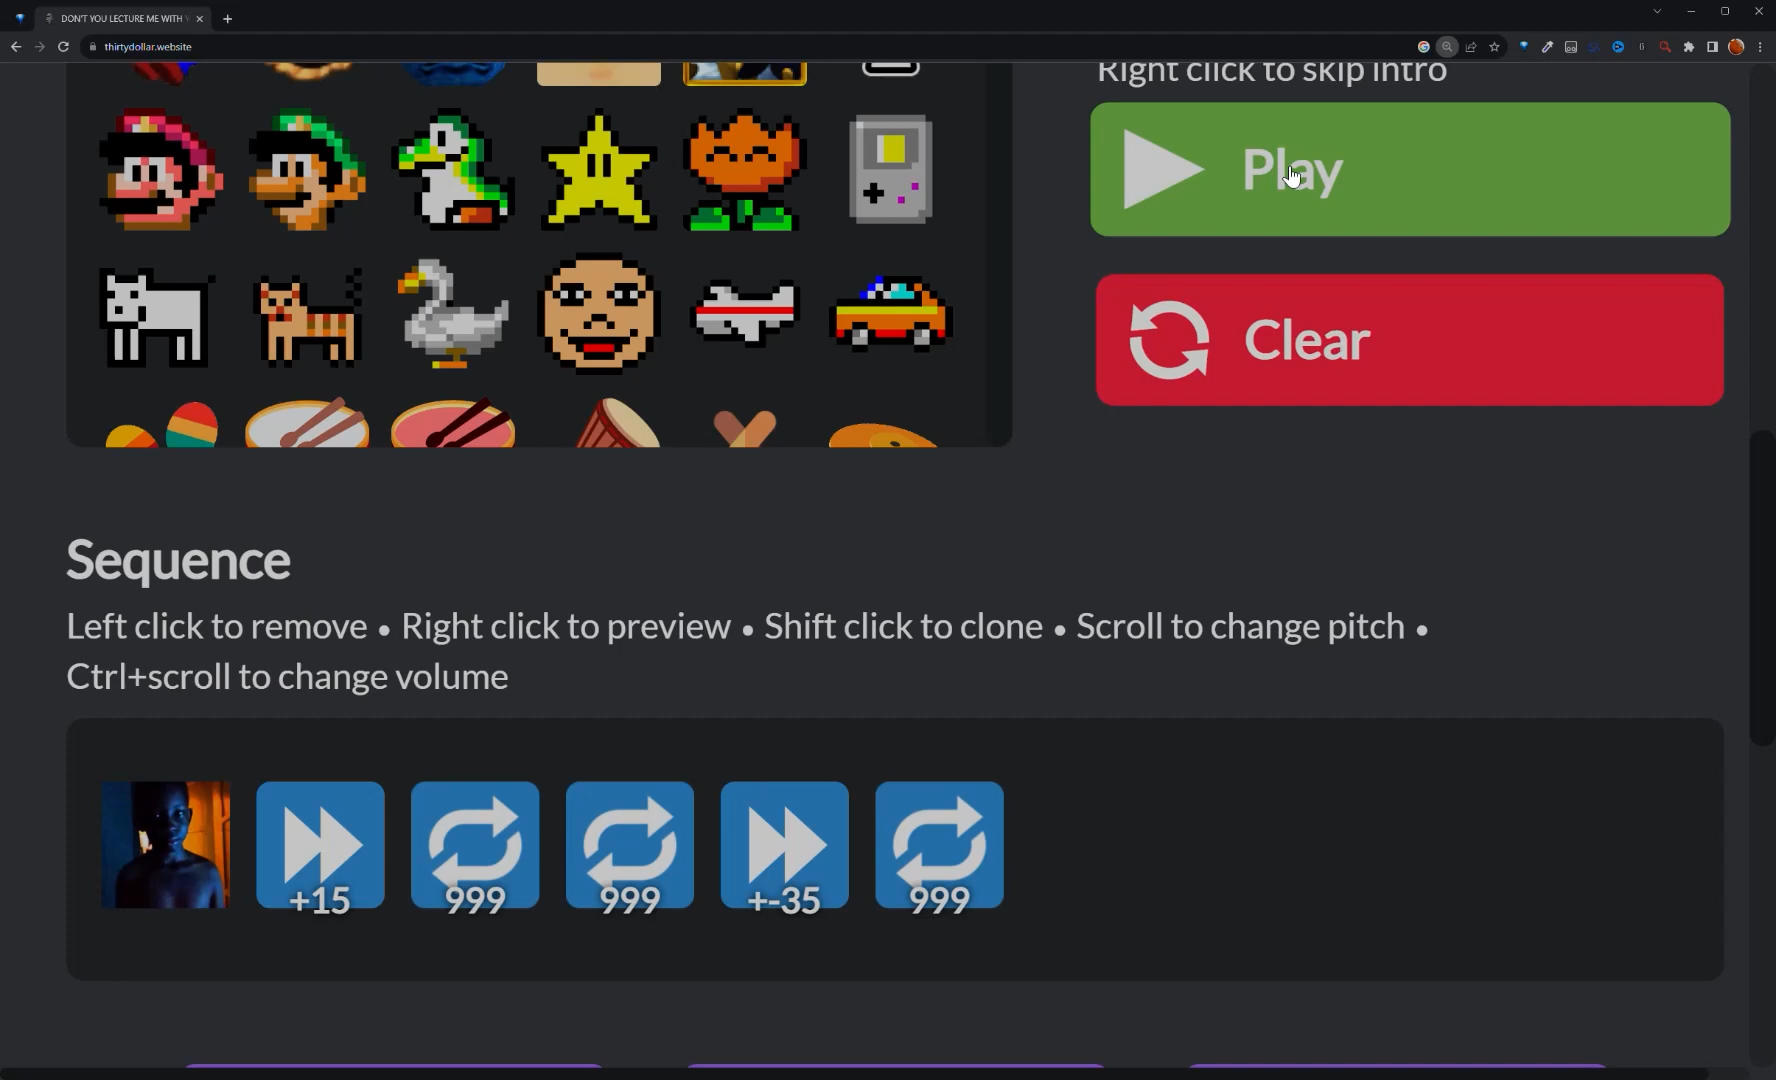 DON'T YOU LECTURE ME WITH
thirtydollar.website
Right click to skip intro
Play
Clear
Sequence
Left click to remove • Right click to preview • Shift click to clone • Scroll to change pitch •
Ctrl+scroll to change volume
+15
999
999
+-35
999